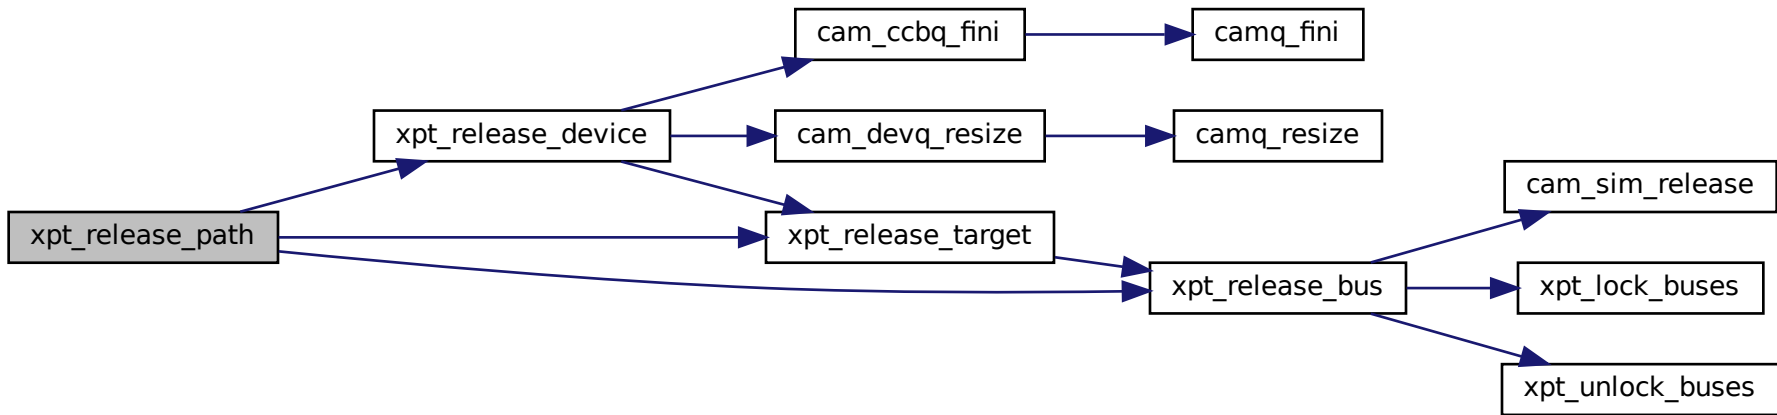 cam_ccbq_fini
camq_fini
xpt_release_device
cam_devq_resize
camq_resize
cam_sim_release
xpt_release_path
xpt_release_target
xpt_release_bus
xpt_lock_buses
xpt_unlock_buses